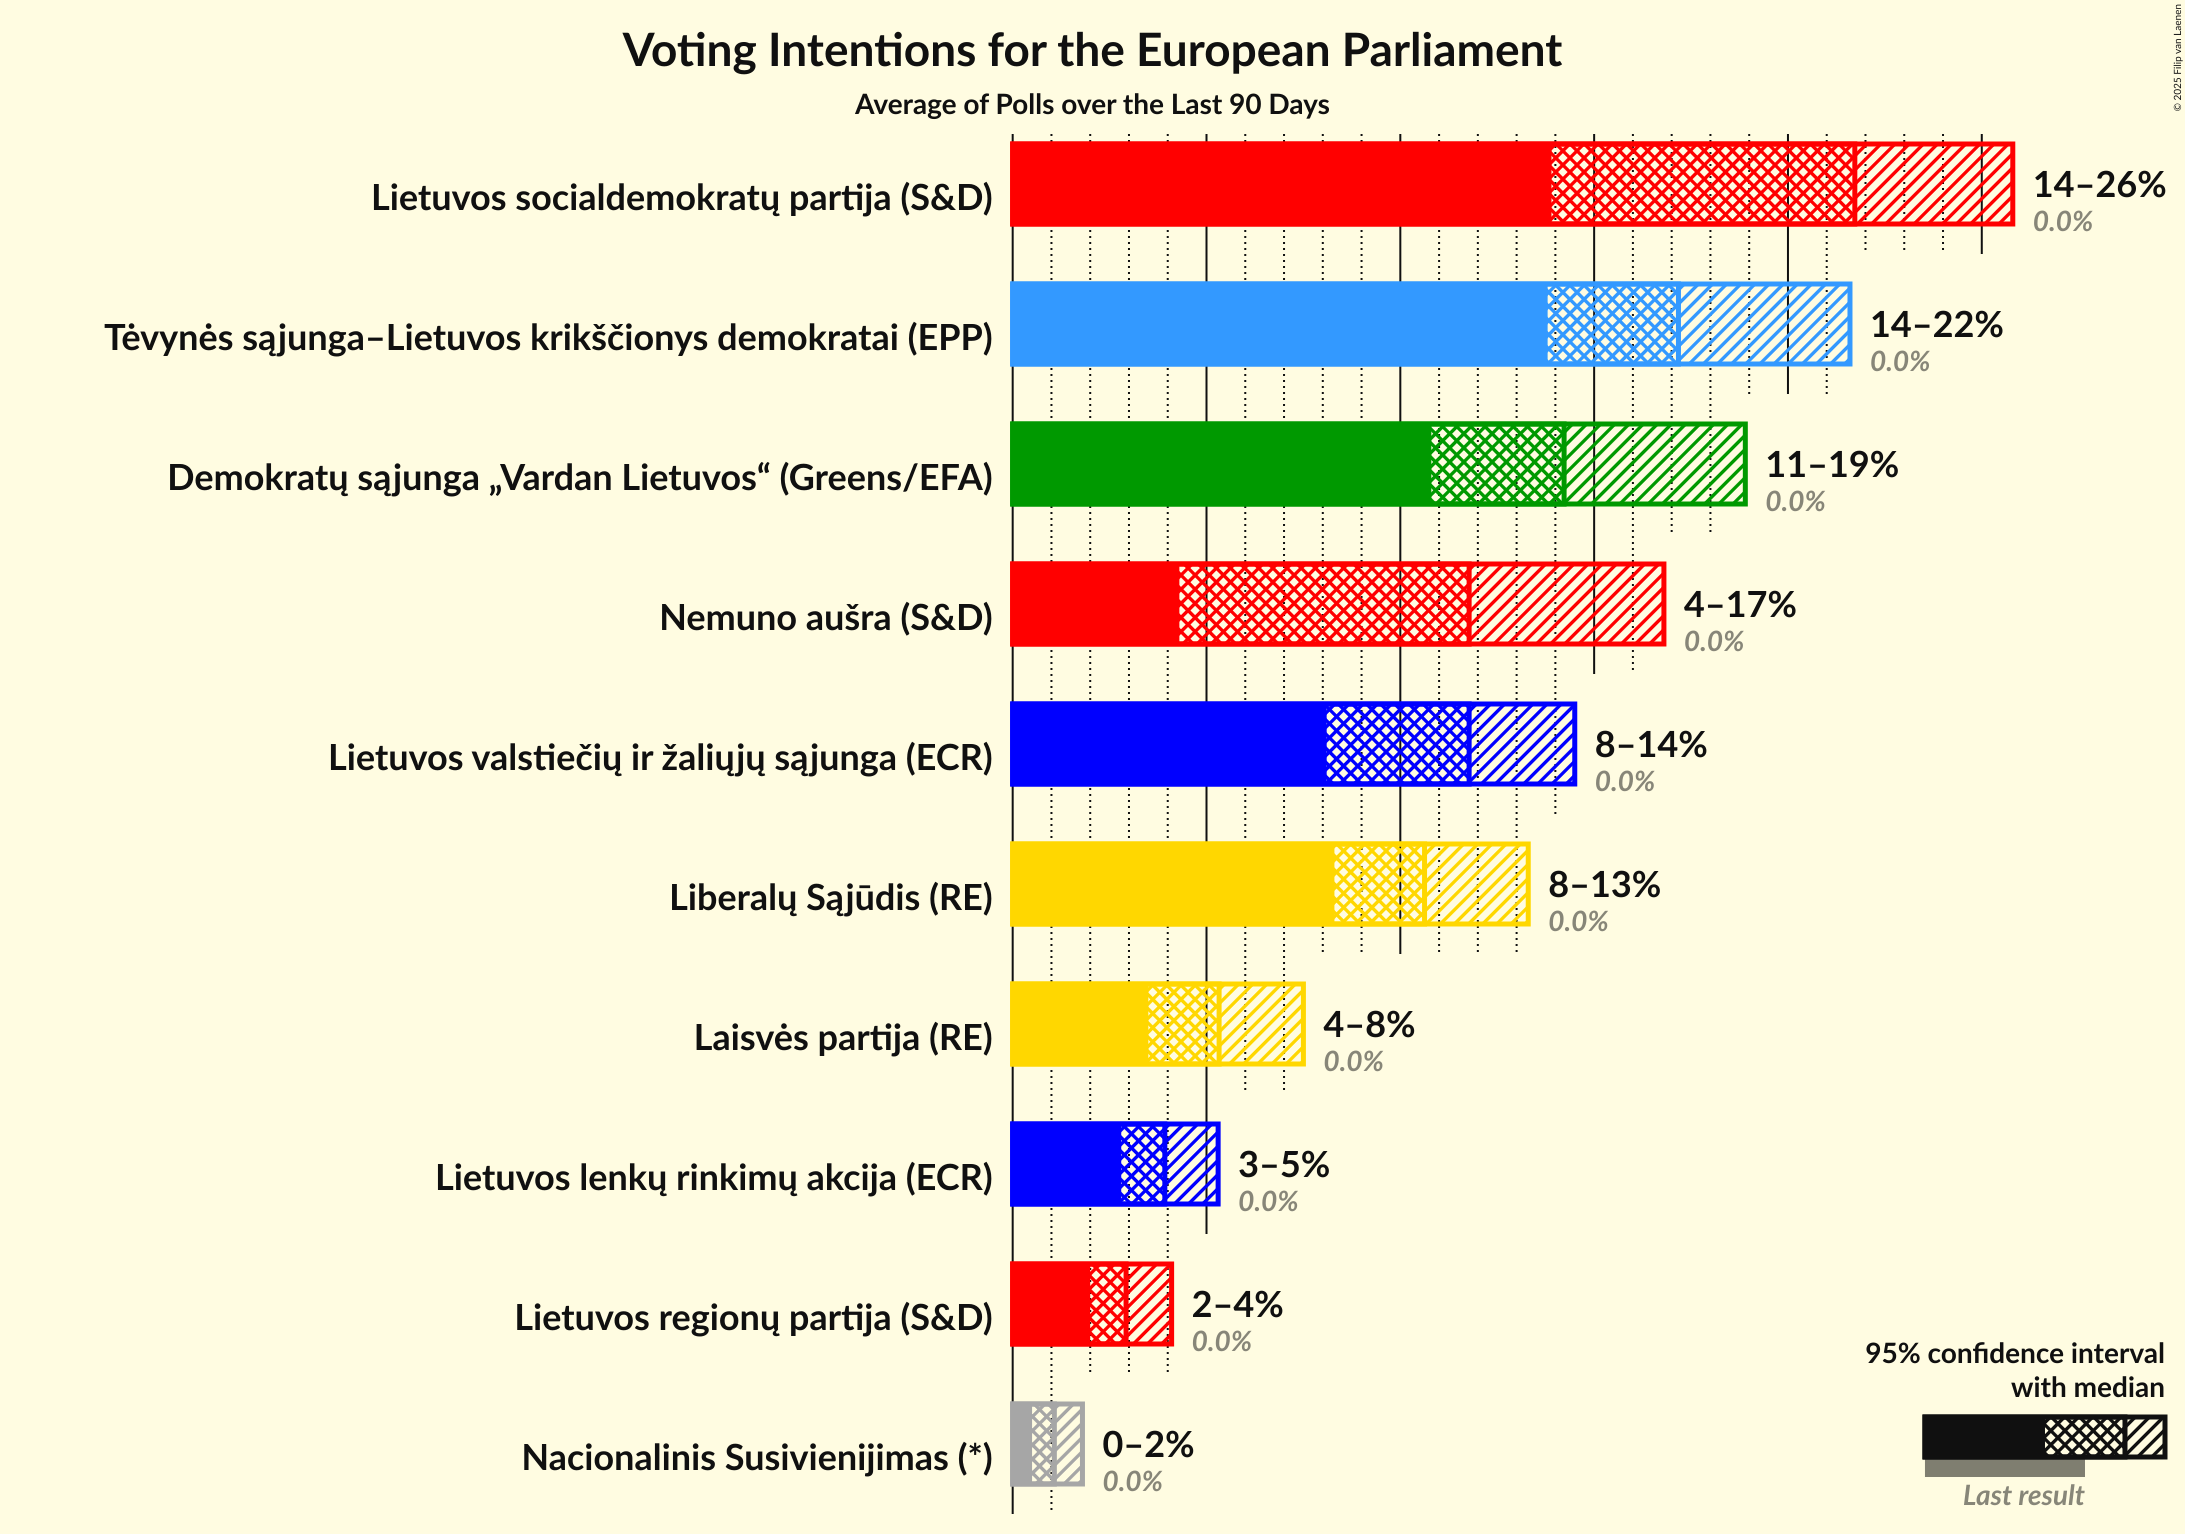 Voting Intentions for the European Parliament
Average of Polls over the Last 90 Days
© 2025 Filip van Laenen
Lietuvos socialdemokratų partija (S&D)
14–26%
0.0%
Tėvynės sąjunga–Lietuvos krikščionys demokratai (EPP)
14–22%
0.0%
Demokratų sąjunga „Vardan Lietuvos“ (Greens/EFA)
11–19%
0.0%
Nemuno aušra (S&D)
4–17%
0.0%
Lietuvos valstiečių ir žaliųjų sąjunga (ECR)
8–14%
0.0%
Liberalų Sąjūdis (RE)
8–13%
0.0%
Laisvės partija (RE)
4–8%
0.0%
Lietuvos lenkų rinkimų akcija (ECR)
3–5%
0.0%
Lietuvos regionų partija (S&D)
2–4%
0.0%
Nacionalinis Susivienijimas (*)
0–2%
0.0%
95% confidence interval
with median
Last result